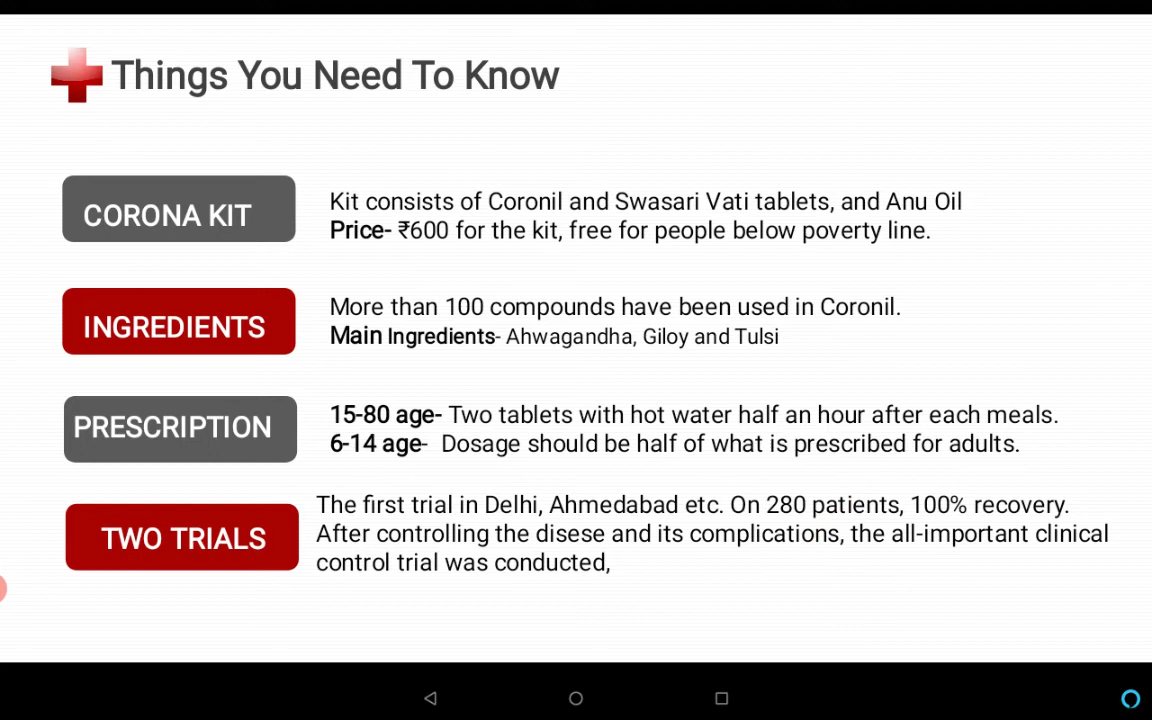 Things You Need To Know
CORONA KIT
Kit consists of Coronil and Swasari Vati tablets, and Anu Oil
Price- ₹600 for the kit, free for people below poverty line.
INGREDIENTS
More than 100 compounds have been used in Coronil.
Main Ingredients- Ahwagandha, Giloy and Tulsi
PRESCRIPTION
15-80 age- Two tablets with hot water half an hour after each meals.
6-14 age- Dosage should be half of what is prescribed for adults.
TWO TRIALS
The first trial in Delhi, Ahmedabad etc. On 280 patients, 100% recovery.
After controlling the disese and its complications, the all-important clinical
control trial was conducted,